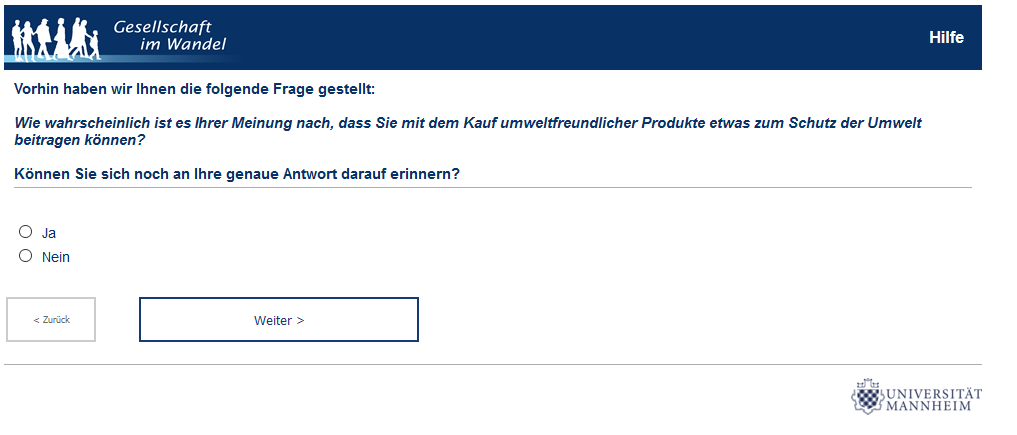 Gesellschaft
im Wandel
Hilfe
Vorhin haben wir Ihnen die folgende Frage gestellt:
Wie wahrscheinlich ist es Ihrer Meinung nach, dass Sie mit dem Kauf umweltfreundlicher Produkte etwas zum Schutz der Umwelt
beitragen können?
Können Sie sich noch an Ihre genaue Antwort darauf erinnern?
Ja
Nein
< Zurück
Weiter >
UNIVERSITÄT
MANNHEIM